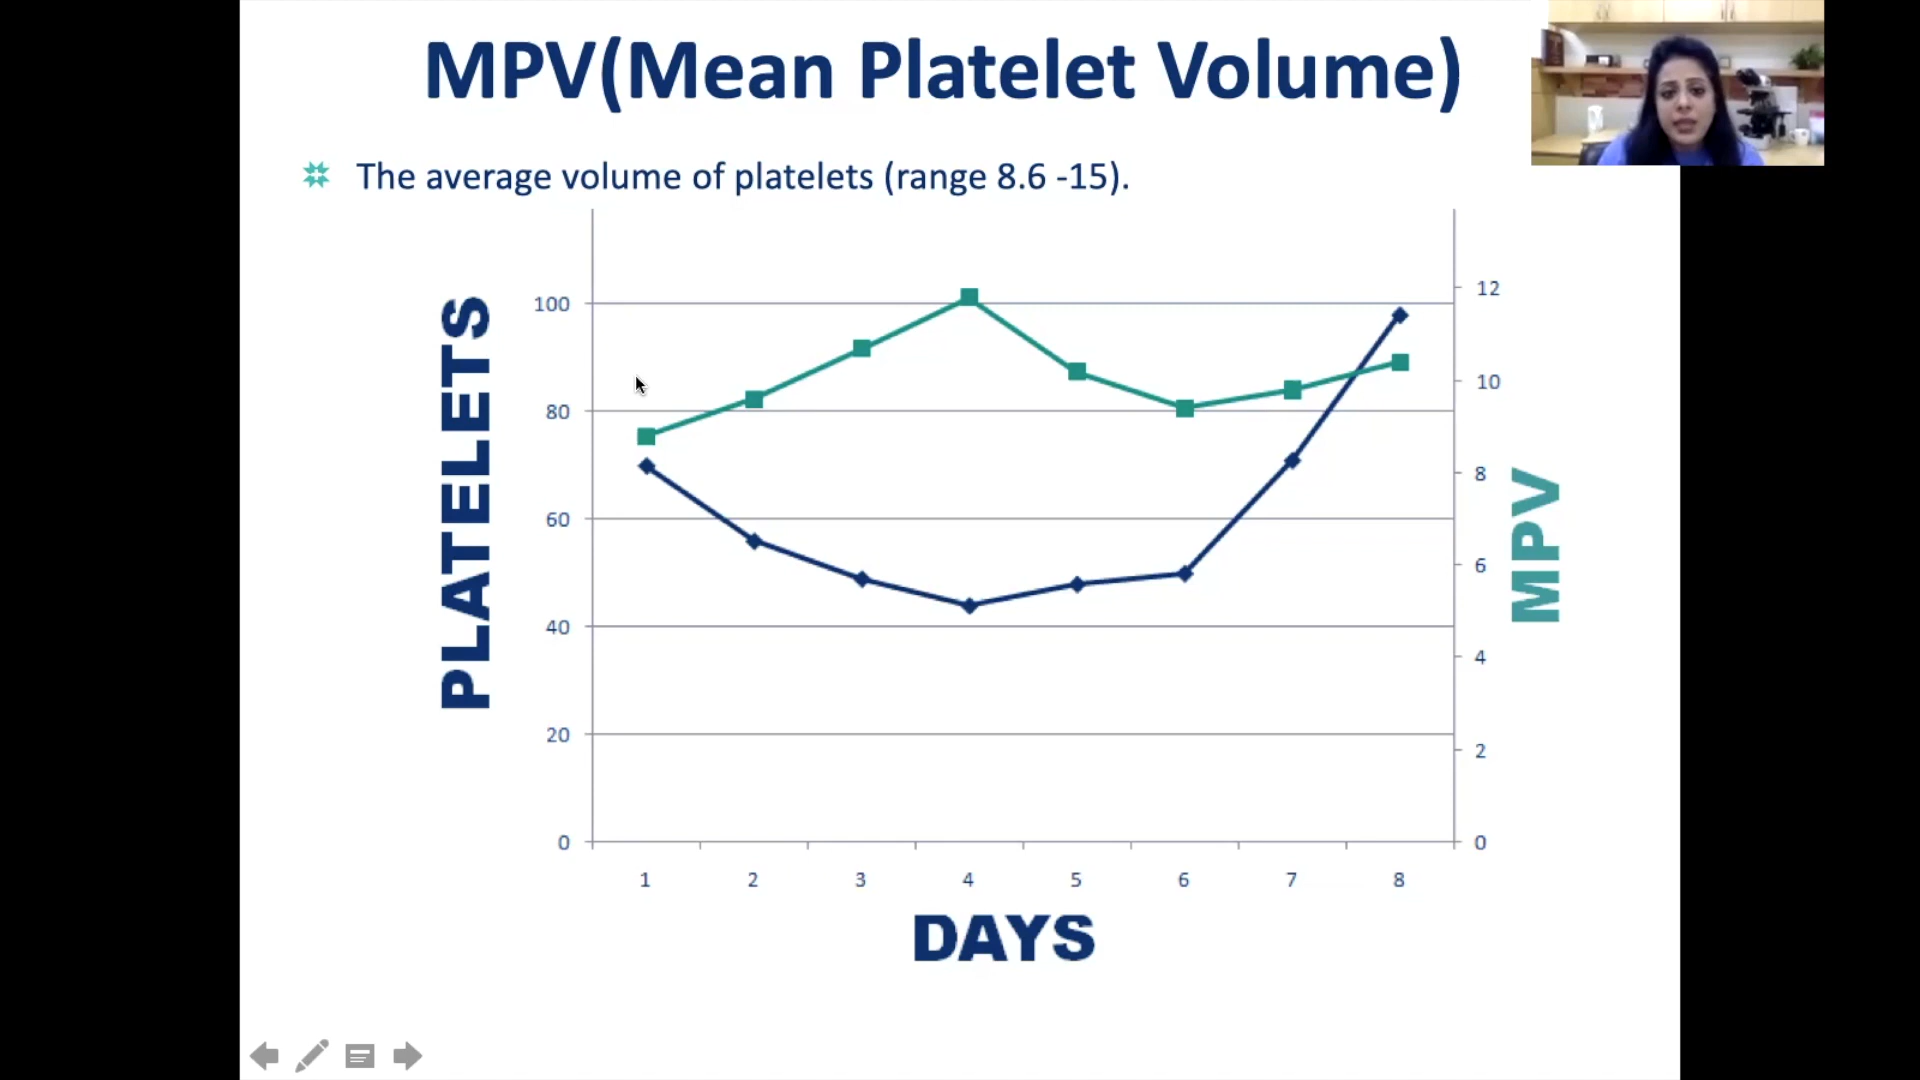 MPV(Mean Platelet Volume)
The average volume of platelets (range 8.6 -15).
PLATELETS
100
80
60
40
20
0
12
10
8
6
4
2
0
MPV
1 2 3 4 5 6 7 8
DAYS